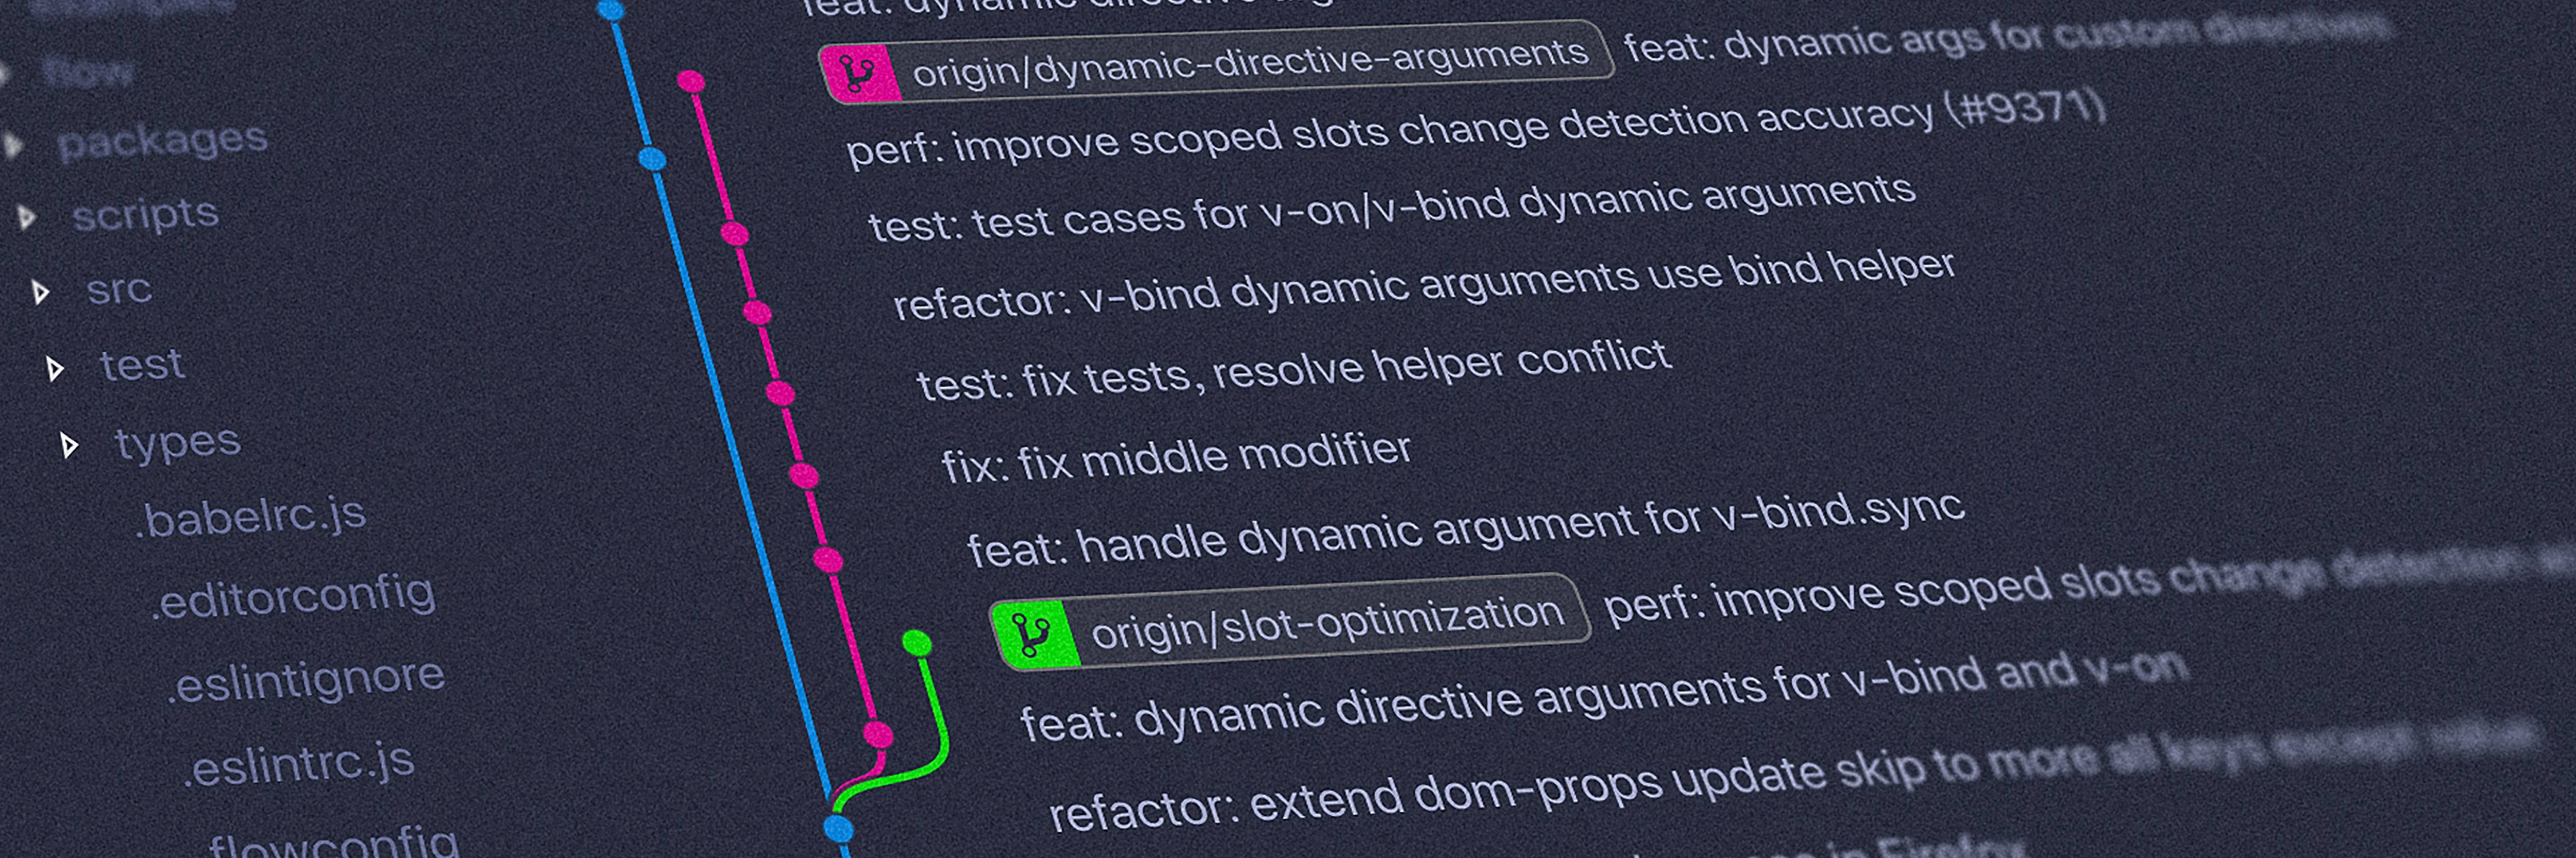 flow
packages
scripts
src
test
types
.babelrc.js
.editorconfig
.eslintignore
.eslintrc.js
.flowconfig
feat: dynamic directive
origin/dynamic-directive-arguments feat: dynamic args for custom directives
perf: improve scoped slots change detection accuracy (#9371)
test: test cases for v-on/v-bind dynamic arguments
refactor: v-bind dynamic arguments use bind helper
test: fix tests, resolve helper conflict
fix: fix middle modifier
feat: handle dynamic argument for v-bind.sync
origin/slot-optimization perf: improve scoped slots change detection
feat: dynamic directive arguments for v-bind and v-on
refactor: extend dom-props update skip to more all keys except value
in Firefox